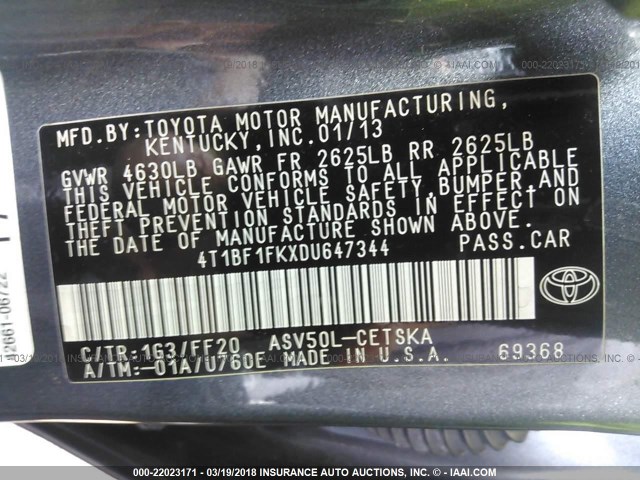 MFD.BY:TOYOTA MOTOR MANUFACTURING,
KENTUCKY,INC.01/13
GVWR 4630LB GAWR FR 2625LB RR 2625LB
THIS VEHICLE CONFORMS TO ALL APPLICABLE
FEDERAL MOTOR VEHICLE SAFETY,BUMPER,AND
THEFT PREVENTION STANDARDS IN EFFECT ON
THE DATE OF MANUFACTURE SHOWN ABOVE.
4T1BF1FKXDU647344 PASS.CAR
C/TR:1G3/FF20 ASV50L-CETSKA
A/TM:-01A/U760E MADE IN U.S.A. 69368
12661-06722
000-22023171 - 03/19/2018 INSURANCE AUTO AUCTIONS - © IAAI.COM